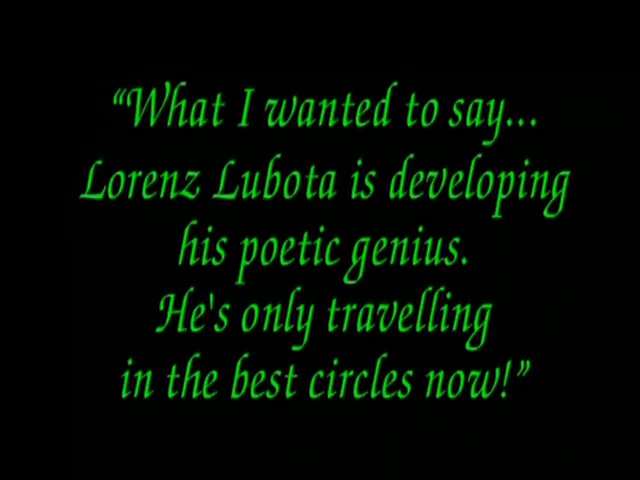 “What I wanted to say...
Lorenz Lubota is developing
his poetic genius.
He's only travelling
in the best circles now!”